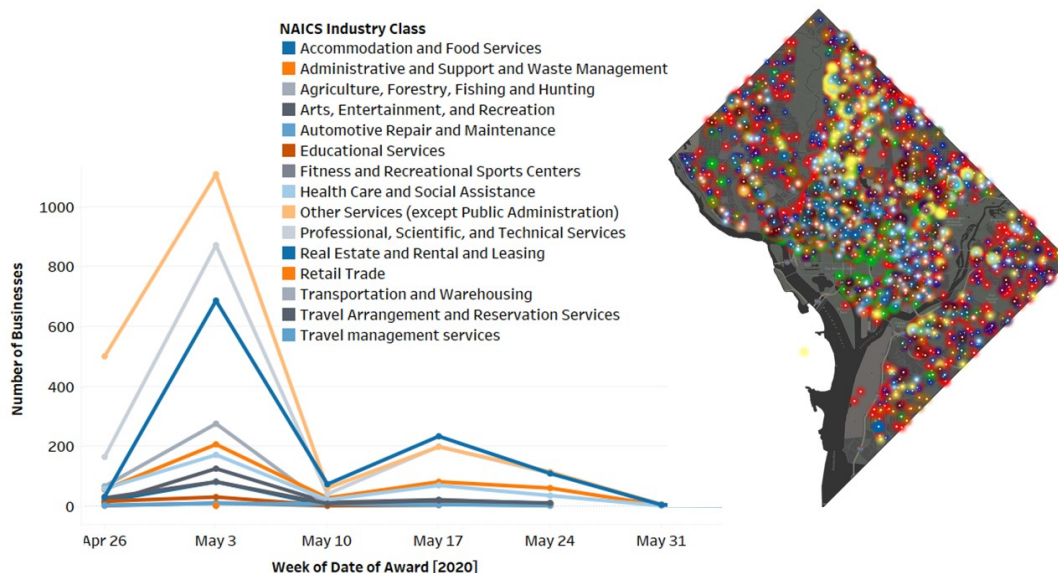 NAICS Industry Class
Accommodation and Food Services
Administrative and Support and Waste Management
Agriculture, Forestry, Fishing and Hunting
Arts, Entertainment, and Recreation
Automotive Repair and Maintenance
Educational Services
Fitness and Recreational Sports Centers
Health Care and Social Assistance
Other Services (except Public Administration)
Professional, Scientific, and Technical Services
Real Estate and Rental and Leasing
Retail Trade
Transportation and Warehousing
Travel Arrangement and Reservation Services
Travel management services
Number of Businesses
1000
800
600
400
200
0
Apr 26 May 3 May 10 May 17 May 24 May 31
Week of Date of Award [2020]